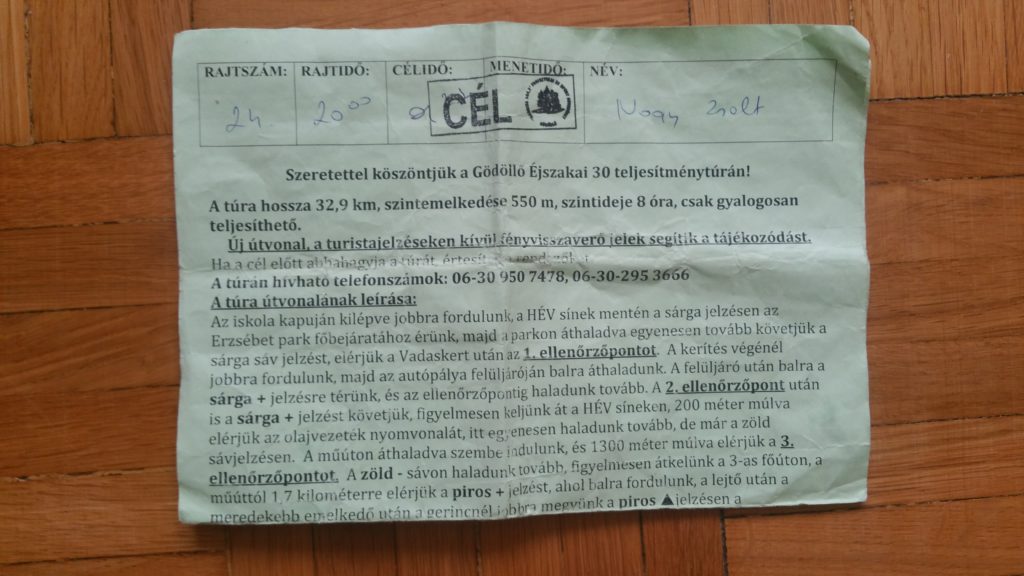 RAJTSZÁM: RAJTIDŐ: CÉLIDŐ: MENETIDŐ: NÉV:
24 20⁰⁰ CÉL Nagy Zsolt
Szeretettel köszöntjük a Gödöllő Éjszakai 30 teljesítménytúrán!
A túra hossza 32,9 km, szintemelkedése 550 m, szintideje 8 óra, csak gyalogosan
teljesíthető.
Új útvonal, a turistajelzéseken kívül fényvisszaverő jelek segítik a tájékozódást.
Ha a cél előtt abbahagyja a túrát,
A túrán hívható telefonszámok: 06-30 950 7478, 06-30-295 3666
A túra útvonalának leírása:
Az iskola kapuján kilépve jobbra fordulunk, a HÉV sínek mentén a sárga jelzésen az
Erzsébet park főbejáratához érünk, majd a parkon áthaladva egyenesen tovább követjük a
sárga sáv jelzést, elérjük a Vadaskert után az 1. ellenőrzőpontot. A kerítés végénél
jobbra fordulunk, majd az autópálya felüljáróján balra áthaladunk. A felüljáró után balra a
sárga + jelzésre térünk, és az ellenőrzőpontig haladunk tovább. A 2. ellenőrzőpont után
is a sárga + jelzést követjük, figyelmesen keljünk át a HÉV síneken, 200 méter múlva
elérjük az olajvezeték nyomvonalát, itt egyenesen haladunk tovább, de már a zöld
sávjelzésen. A műúton áthaladva szembe indulunk, és 1300 méter múlva elérjük a 3.
ellenőrzőpontot. A zöld - sávon haladunk tovább, figyelmesen átkelünk a 3-as főúton, a
műúttól 1,7 kilométerre elérjük a piros + jelzést, ahol balra fordulunk, a lejtő után a
meredekebb emelkedő után a gerincnél jobbra megyünk a piros ▲jelzésen a